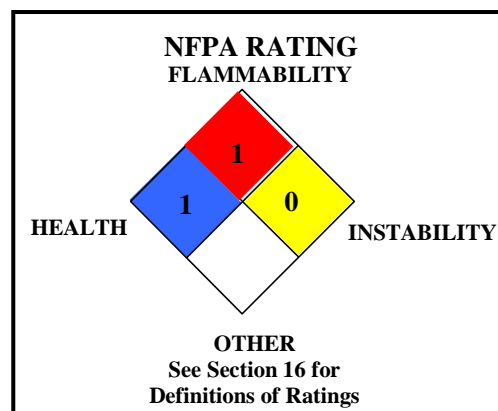 NFPA RATING
FLAMMABILITY
1
1
0
HEALTH
INSTABILITY
OTHER
See Section 16 for
Definitions of Ratings